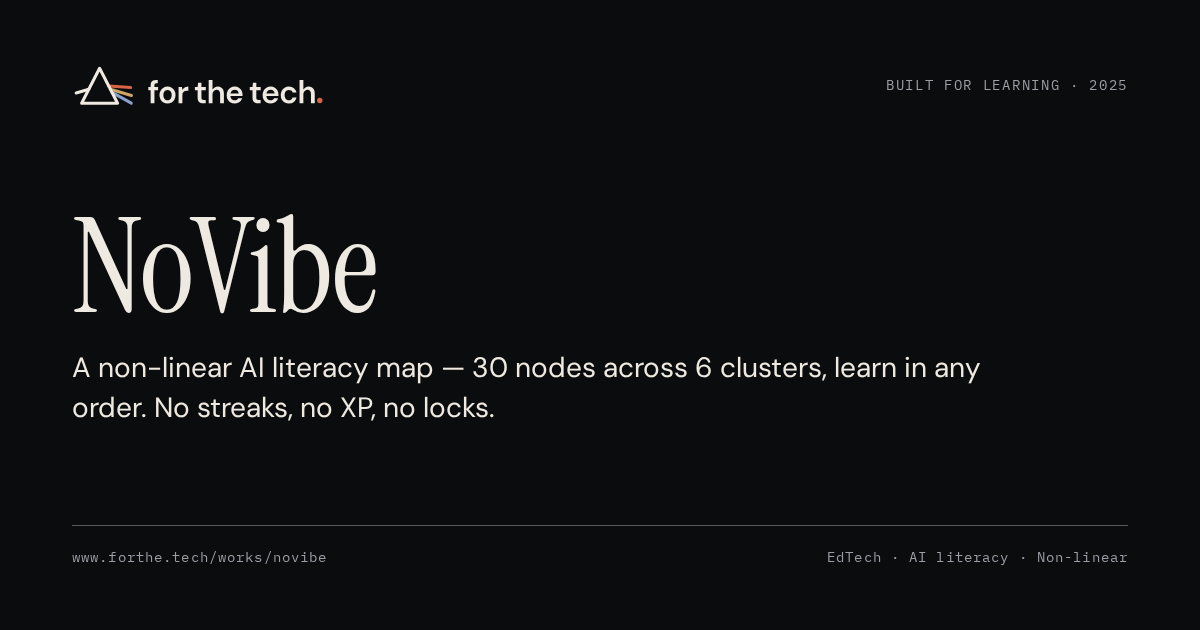 for the tech.
BUILT FOR LEARNING · 2025
NoVibe
A non-linear AI literacy map — 30 nodes across 6 clusters, learn in any
order. No streaks, no XP, no locks.
www.forthe.tech/works/novibe
EdTech · AI literacy · Non-linear